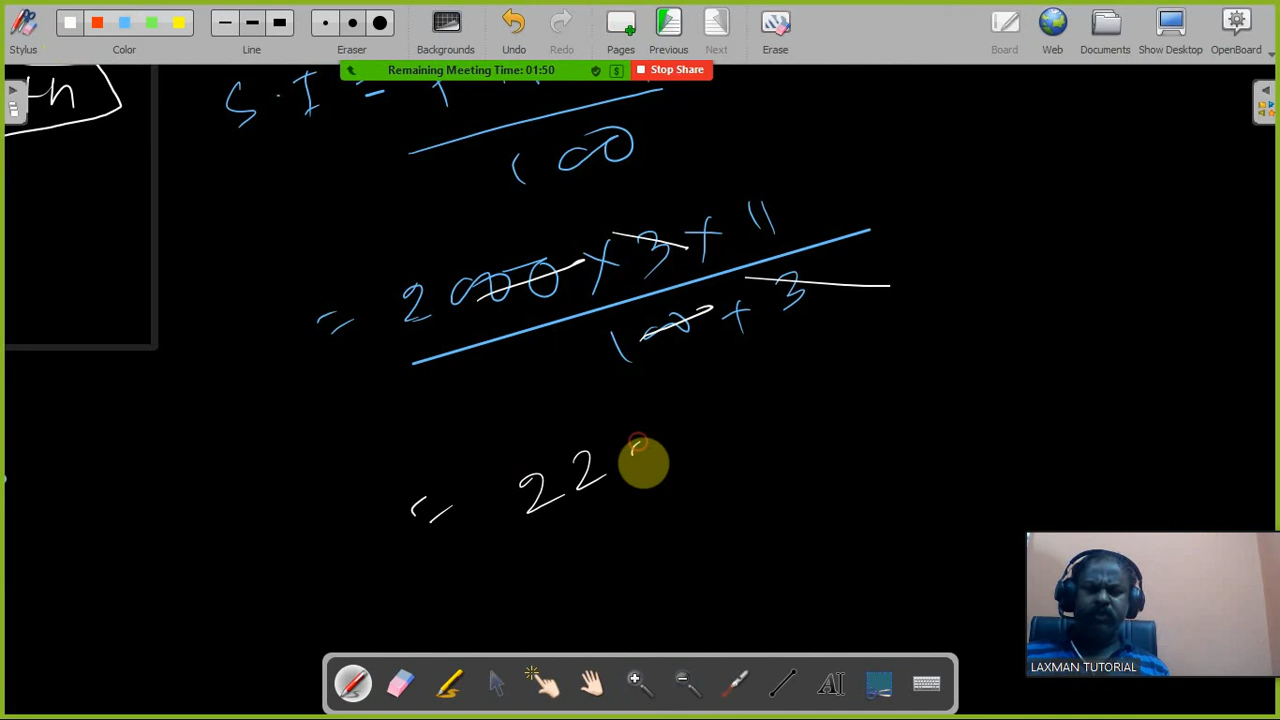 Stylus
Color
Line
Eraser
Backgrounds
Undo
Redo
Pages
Previous
Next
Erase
Board
Web
Documents
Show Desktop
OpenBoard
Remaining Meeting Time: 01:50
Stop Share
S.I =
100
= 2000 × 3 × 11
100 × 3
= 22
LAXMAN TUTORIAL